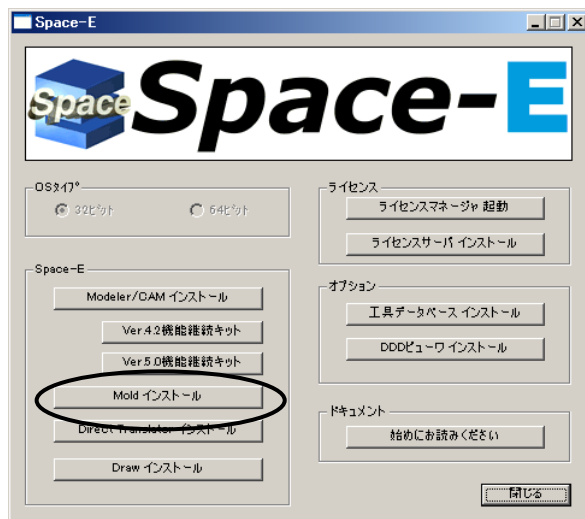 Space-E
Space
Space-E
OSﾀｲﾌﾟ
32ﾋﾞｯﾄ
64ﾋﾞｯﾄ
Space-E
Modeler/CAM インストール
Ver.4.2機能継続キット
Ver.5.0機能継続キット
Mold インストール
Direct Translator インストール
Draw インストール
ライセンス
ライセンスマネージャ 起動
ライセンスサーバ インストール
オプション
工具データベース インストール
DDDビューワ インストール
ドキュメント
始めにお読みください
閉じる